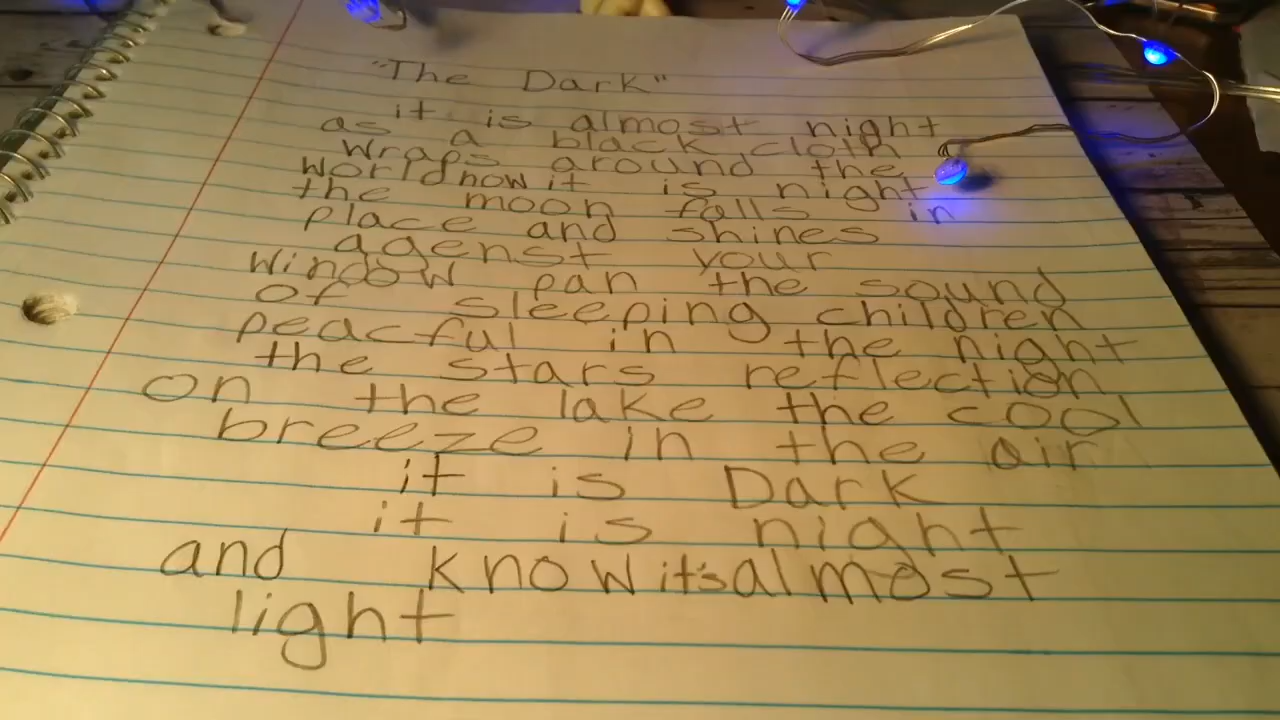 "The Dark"
it is almost night
as a black cloth
wraps around the
world now it is night
the moon falls in
place and shines
agenst your
window pan the sound
of sleeping children
peacful in the night
the stars reflection
on the lake the cool
breeze in the air
it is Dark
it is night
and know it's almost
light